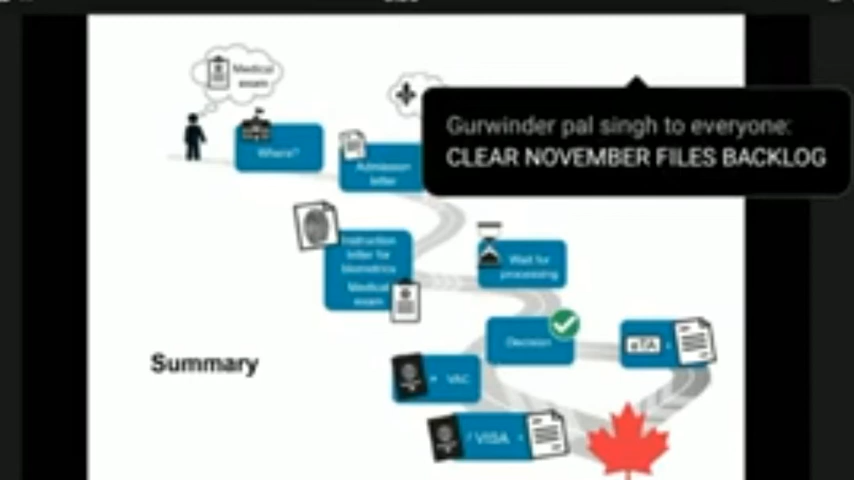 Medical
exam
Where?
Admission
letter
Gurwinder pal singh to everyone:
CLEAR NOVEMBER FILES BACKLOG
Instruction
letter for
biometrics
Medical
exam
Wait for
processing
Decision
eTA +
+ VAC
/ VISA +
Summary